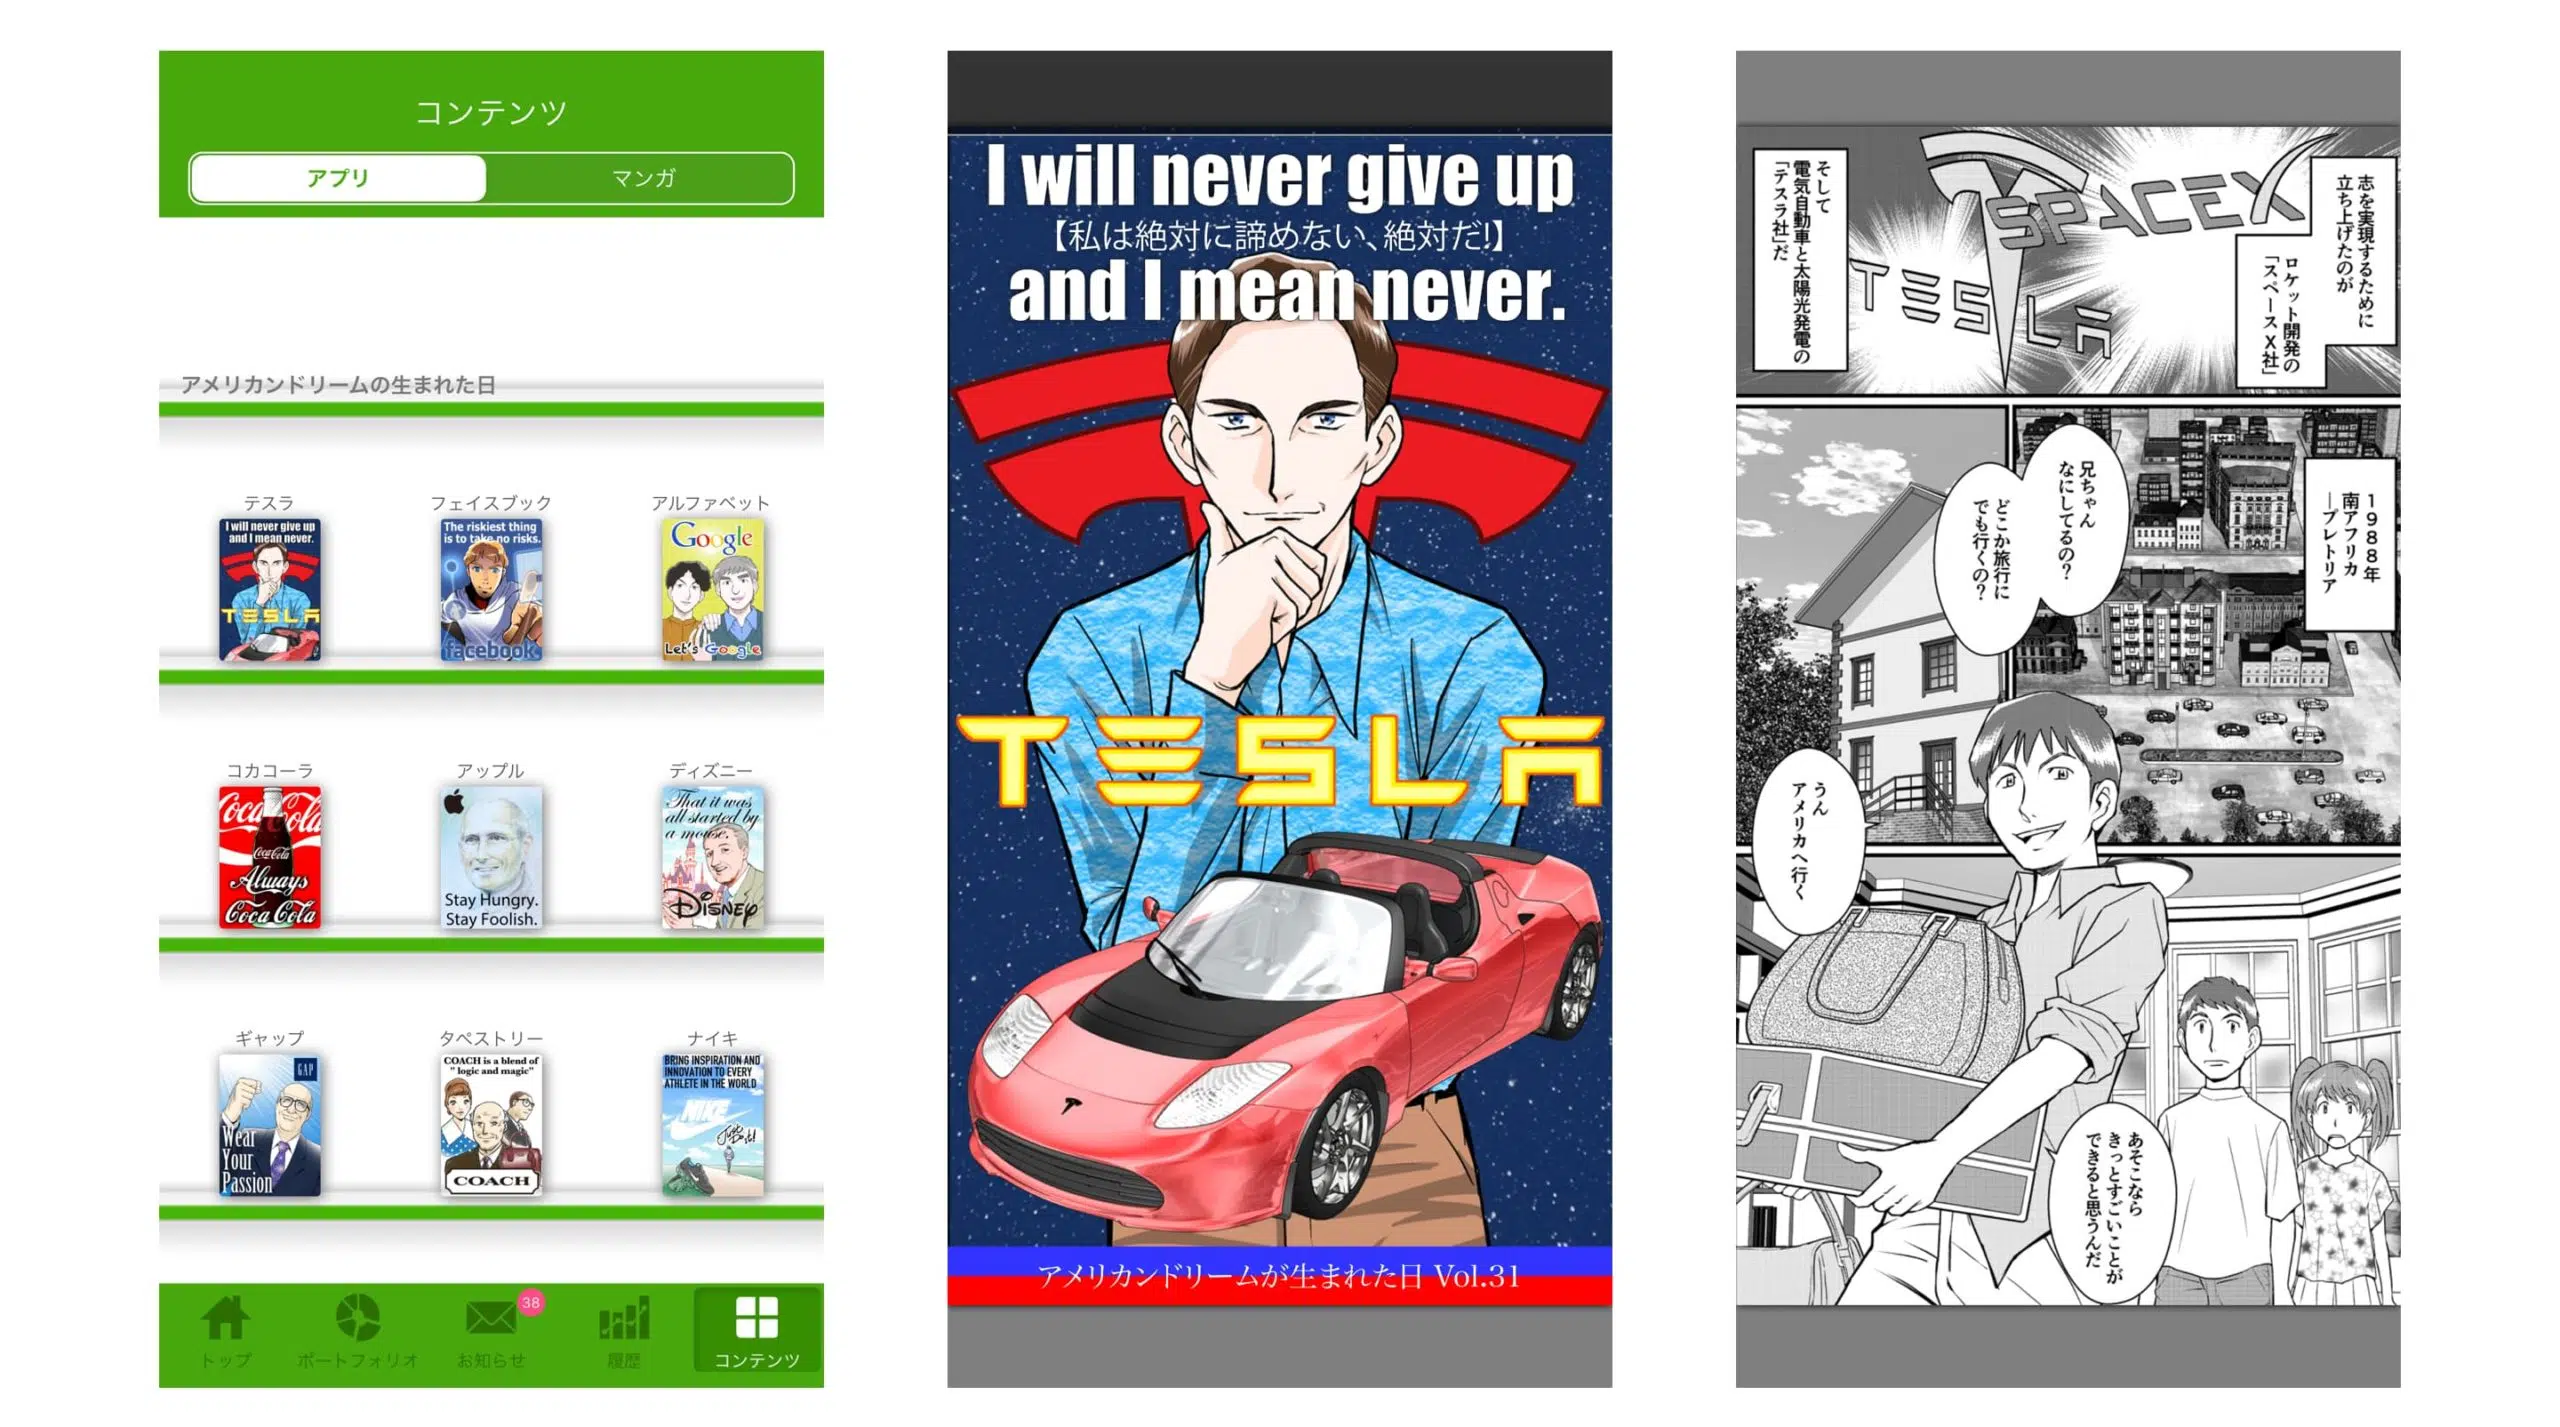 コンテンツ
アプリ
マンガ
アメリカンドリームの生まれた日
テスラ
フェイスブック
アルファベット
I will never give up
and I mean never.
TESLA
The riskiest thing
is to take no risks.
facebook
Google
Let's Google
コカコーラ
アップル
ディズニー
Coca Cola
Coca Cola
Always
Coca Cola
Stay Hungry.
Stay Foolish.
That it was
all started by
a mouse.
DISNEY
ギャップ
タペストリー
ナイキ
GAP
Wear
Your
Passion
COACH is a blend of
" logic and magic"
COACH
BRING INSPIRATION AND
INNOVATION TO EVERY
ATHLETE IN THE WORLD
NIKE
Just
Do it!
トップ
ポートフォリオ
お知らせ
38
履歴
コンテンツ
I will never give up
【私は絶対に諦めない、絶対だ!】
and I mean never.
TESLA
アメリカンドリームが生まれた日 Vol.31
志を実現するために
立ち上げたのが
ロケット開発の
「スペースX社」
SPACEX
TESLA
そして
電気自動車と太陽光発電の
「テスラ社」だ
1988年
南アフリカ
―プレトリア
兄ちゃん
なにしてるの?
どこか旅行に
でも行くの?
うん
アメリカへ行く
あそこなら
きっとすごいことが
できると思うんだ